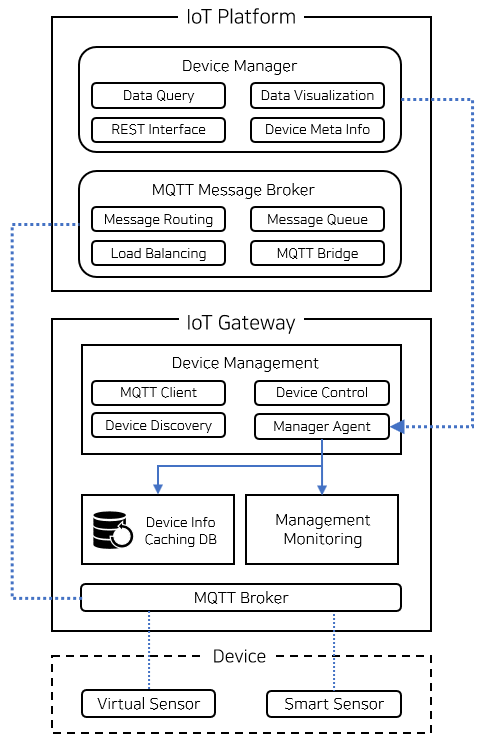 IoT Platform
Device Manager
Data Query
Data Visualization
REST Interface
Device Meta Info
MQTT Message Broker
Message Routing
Message Queue
Load Balancing
MQTT Bridge
IoT Gateway
Device Management
MQTT Client
Device Control
Device Discovery
Manager Agent
Device Info
Caching DB
Management
Monitoring
MQTT Broker
Device
Virtual Sensor
Smart Sensor